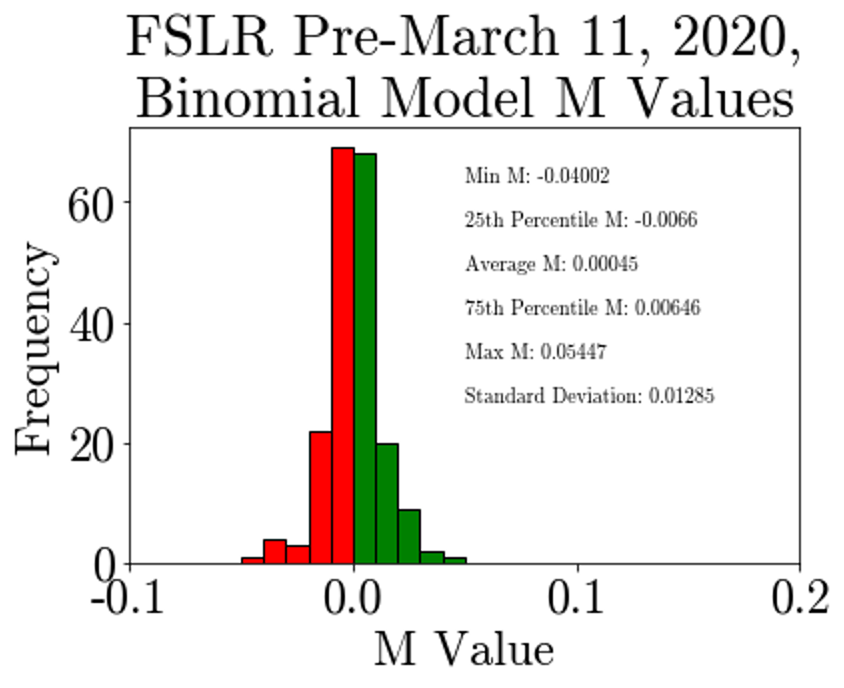 FSLR Pre-March 11, 2020,
Binomial Model M Values
Min M: -0.04002
25th Percentile M: -0.0066
Average M: 0.00045
75th Percentile M: 0.00646
Max M: 0.05447
Standard Deviation: 0.01285
Frequency
60
40
20
0
-0.1 0.0 0.1 0.2
M Value